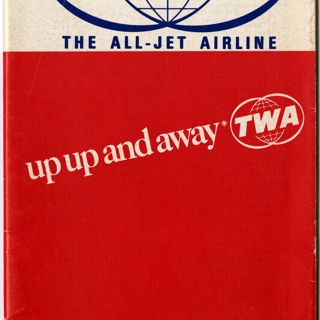 THE ALL-JET AIRLINE
up up and away* TWA